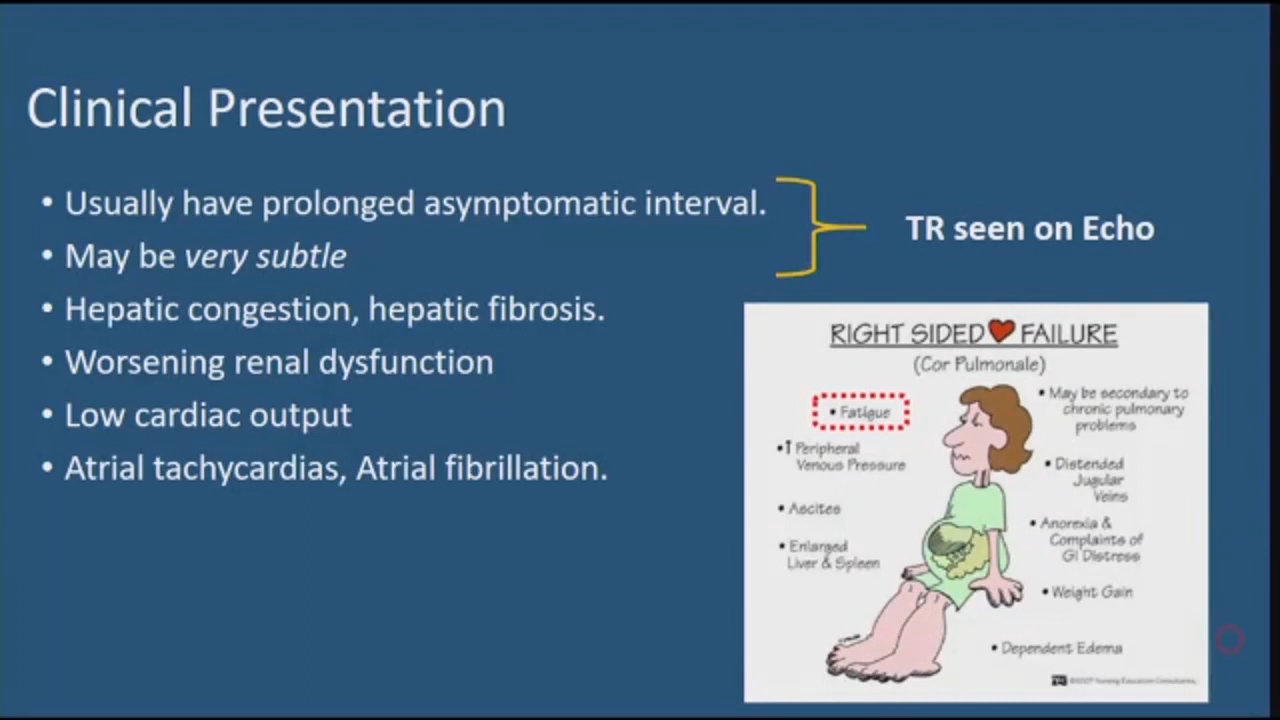 Clinical Presentation
• Usually have prolonged asymptomatic interval.
• May be very subtle
• Hepatic congestion, hepatic fibrosis.
• Worsening renal dysfunction
• Low cardiac output
• Atrial tachycardias, Atrial fibrillation.
TR seen on Echo
RIGHT SIDED FAILURE
(Cor Pulmonale)
• Fatigue
• ↑ Peripheral
Venous Pressure
• Ascites
• Enlarged
Liver & Spleen
• May be secondary to
chronic pulmonary
problems
• Distended
Jugular
Veins
• Anorexia &
Complaints of
GI Distress
• Weight Gain
• Dependent Edema
Nursing Education Consultants,